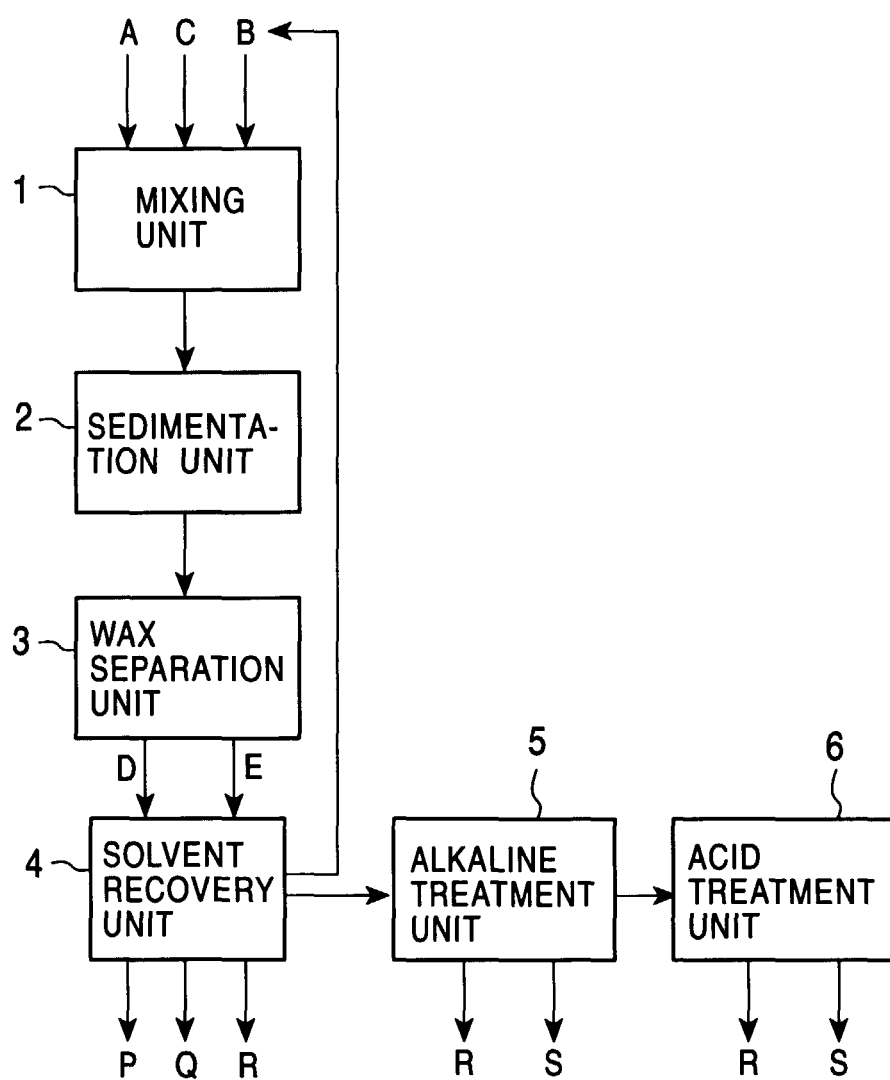 A C B
1
MIXING
UNIT
2
SEDIMENTA-
TION UNIT
3
WAX
SEPARATION
UNIT
D E
4
SOLVENT
RECOVERY
UNIT
5
ALKALINE
TREATMENT
UNIT
6
ACID
TREATMENT
UNIT
P Q R
R S
R S